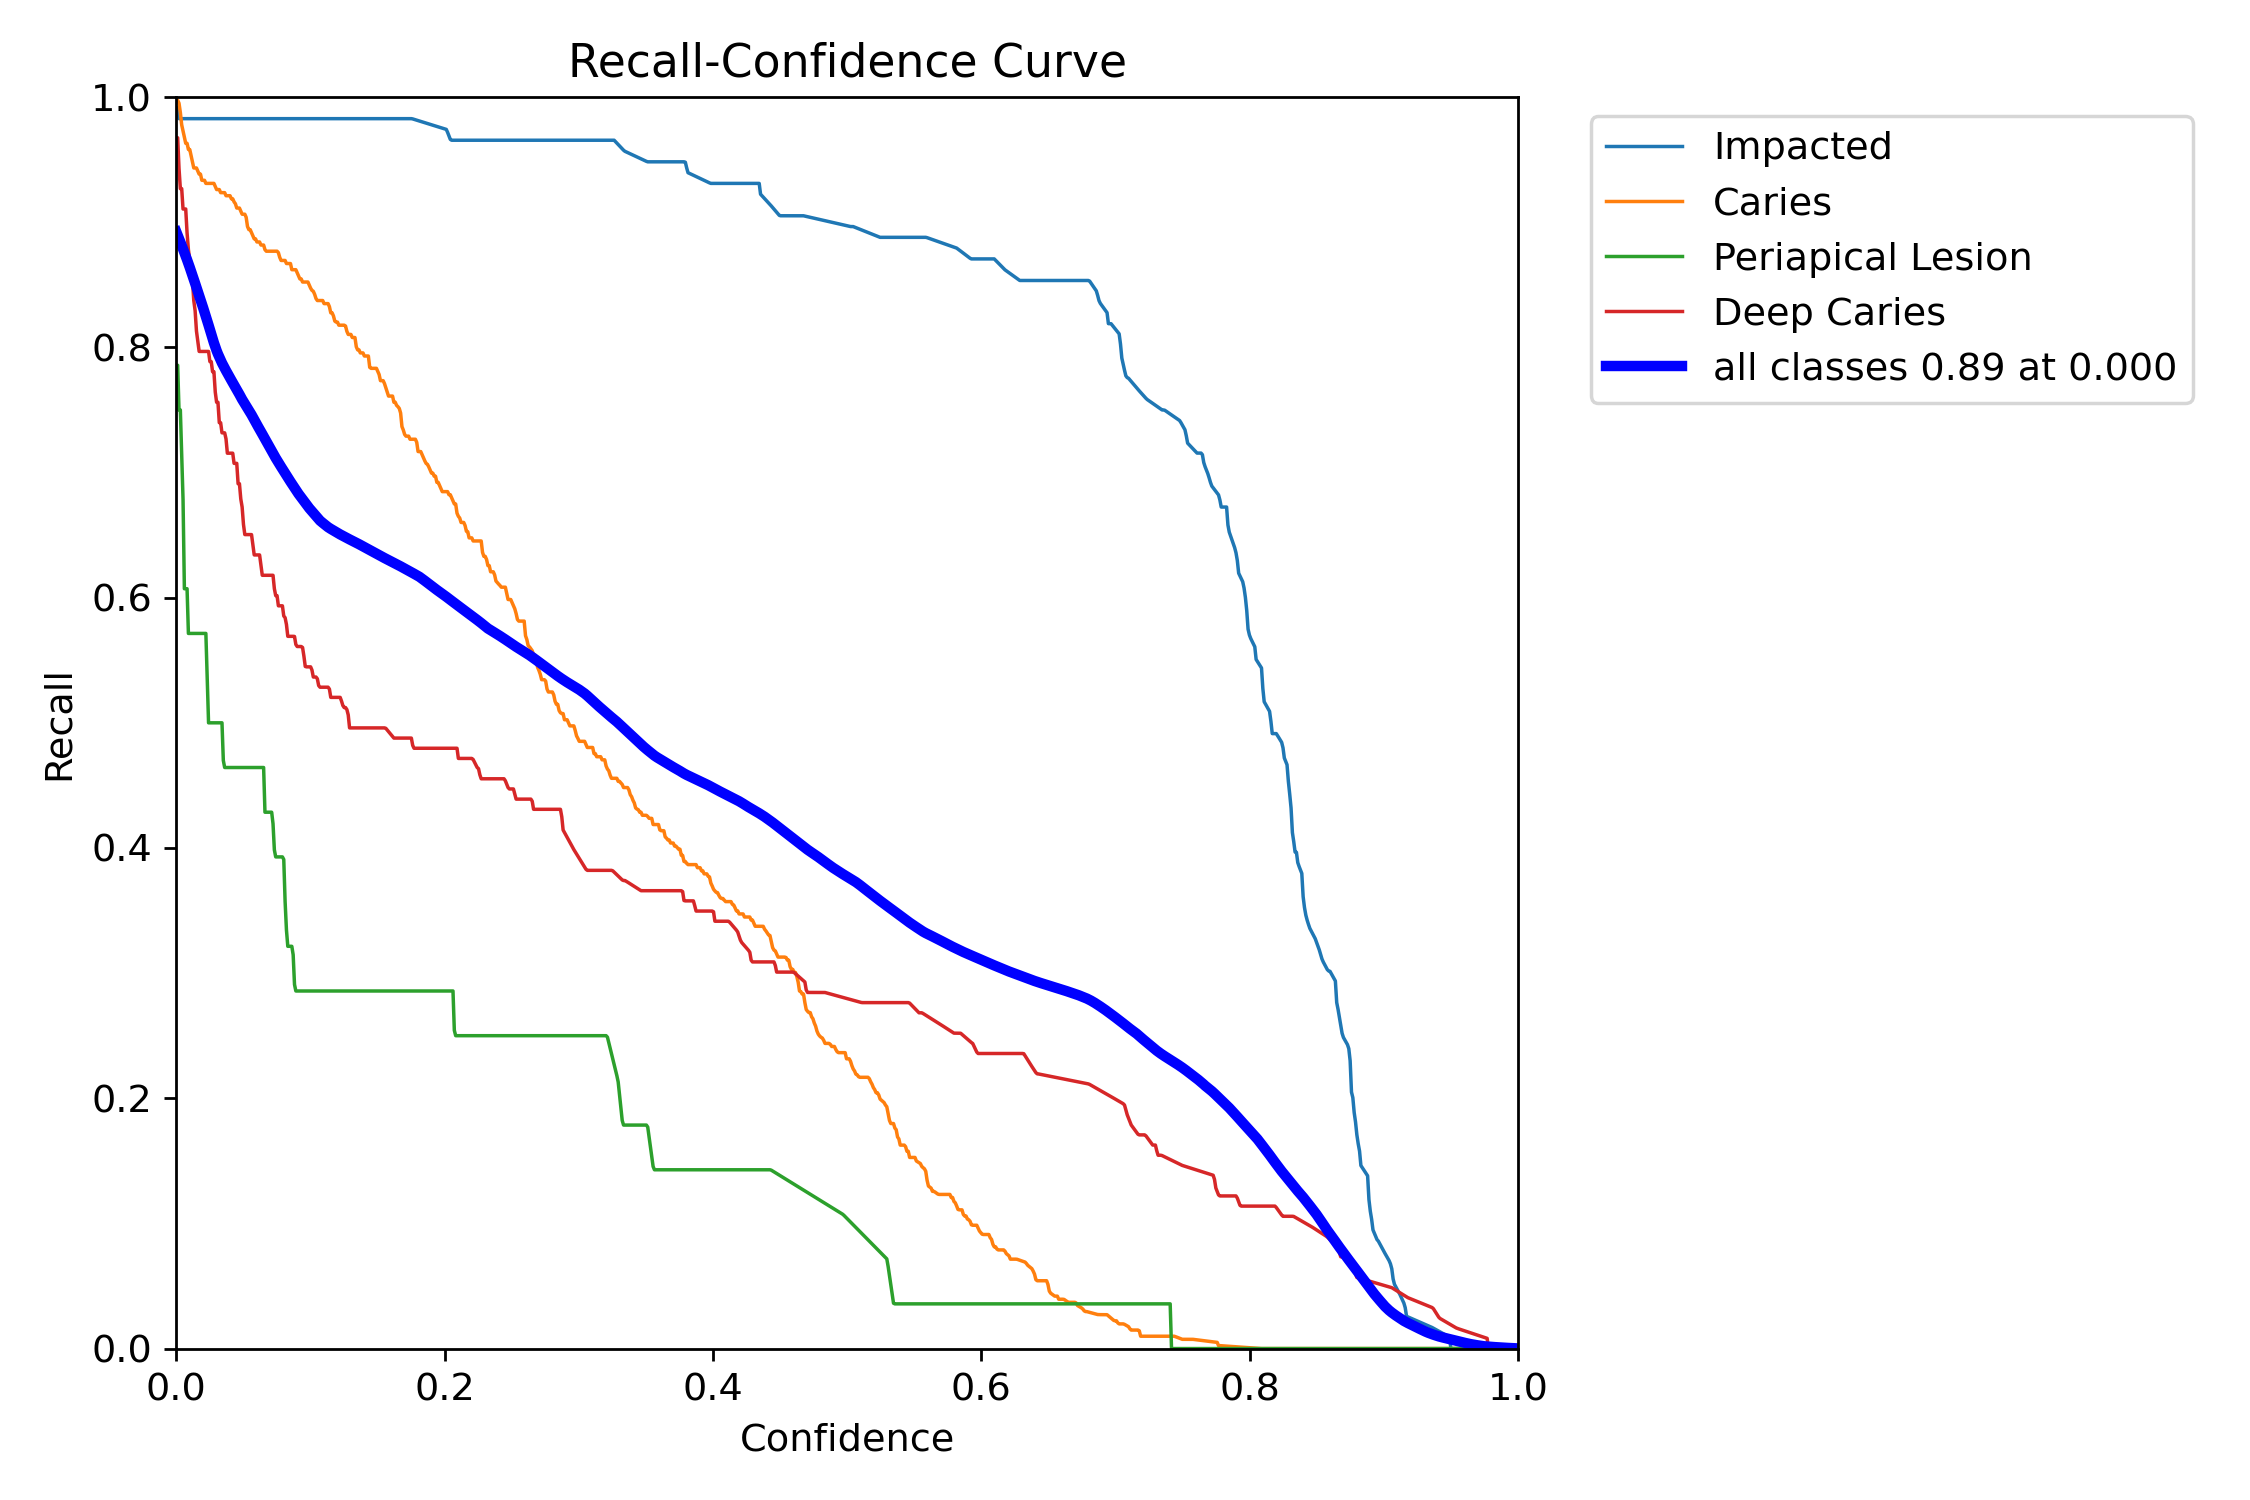 Recall-Confidence Curve
1.0
0.8
0.6
0.4
0.2
0.0
Recall
0.0 0.2 0.4 0.6 0.8 1.0
Confidence
Impacted
Caries
Periapical Lesion
Deep Caries
all classes 0.89 at 0.000